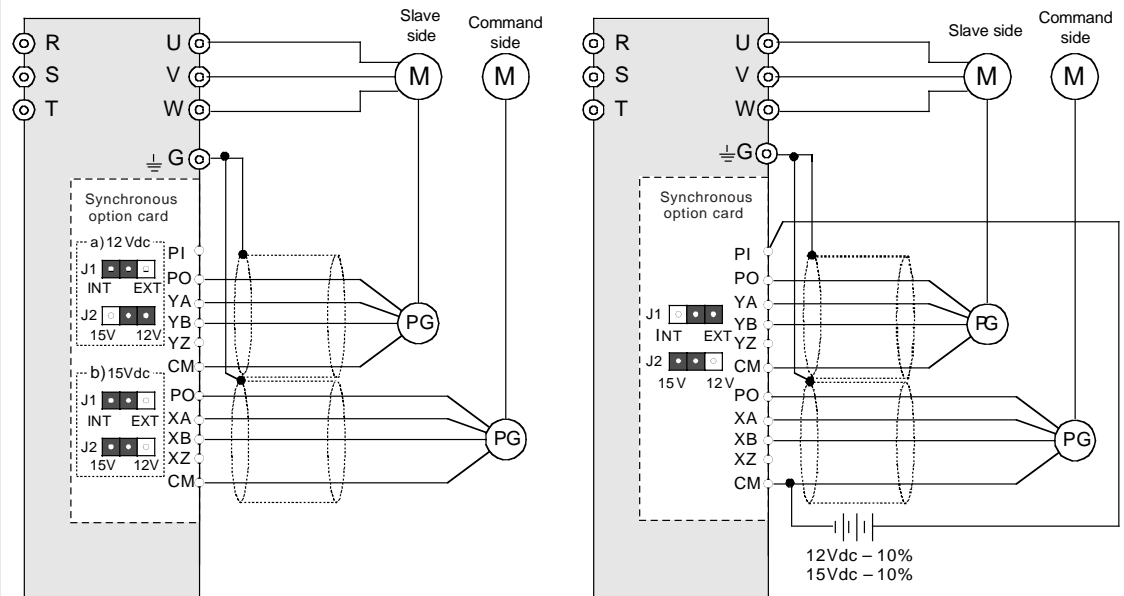 Slave side
Command side
R
S
T
U
V
W
G
M
M
Synchronous option card
a) 12 Vdc
J1
INT EXT
J2
15V 12V
b) 15Vdc
J1
INT EXT
J2
15V 12V
PI
PO
YA
YB
YZ
CM
PO
XA
XB
XZ
CM
PG
PG
Slave side
Command side
R
S
T
U
V
W
G
M
M
Synchronous option card
J1
INT EXT
J2
15V 12V
PI
PO
YA
YB
YZ
CM
PO
XA
XB
XZ
CM
PG
PG
12Vdc – 10%
15Vdc – 10%